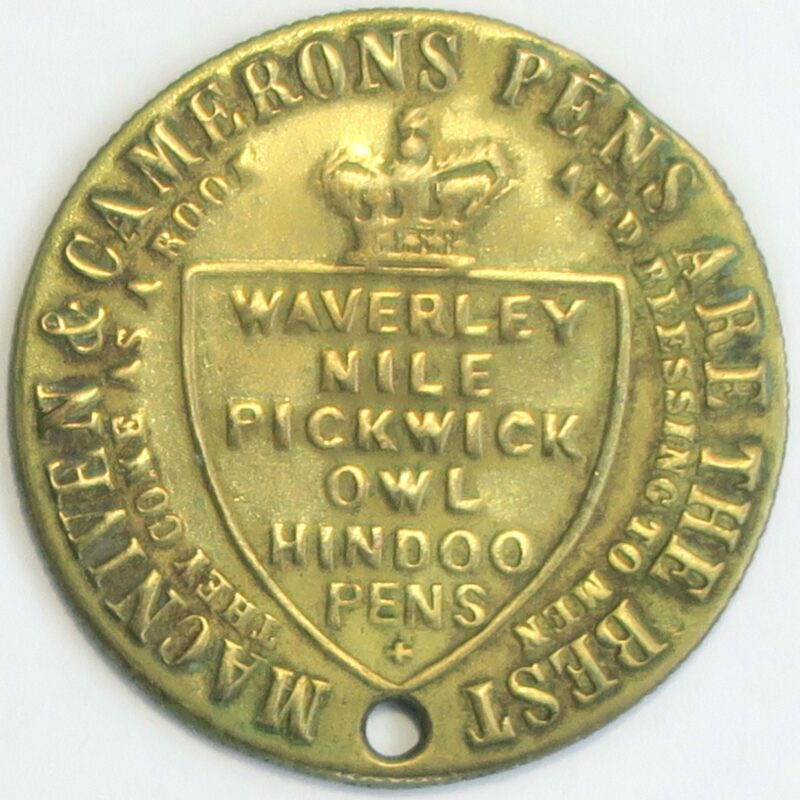 MACNIVEN & CAMERONS PENS ARE THE BEST
THEY COME AS A BOON AND BLESSING TO MEN
WAVERLEY
NILE
PICKWICK
OWL
HINDOO
PENS
+